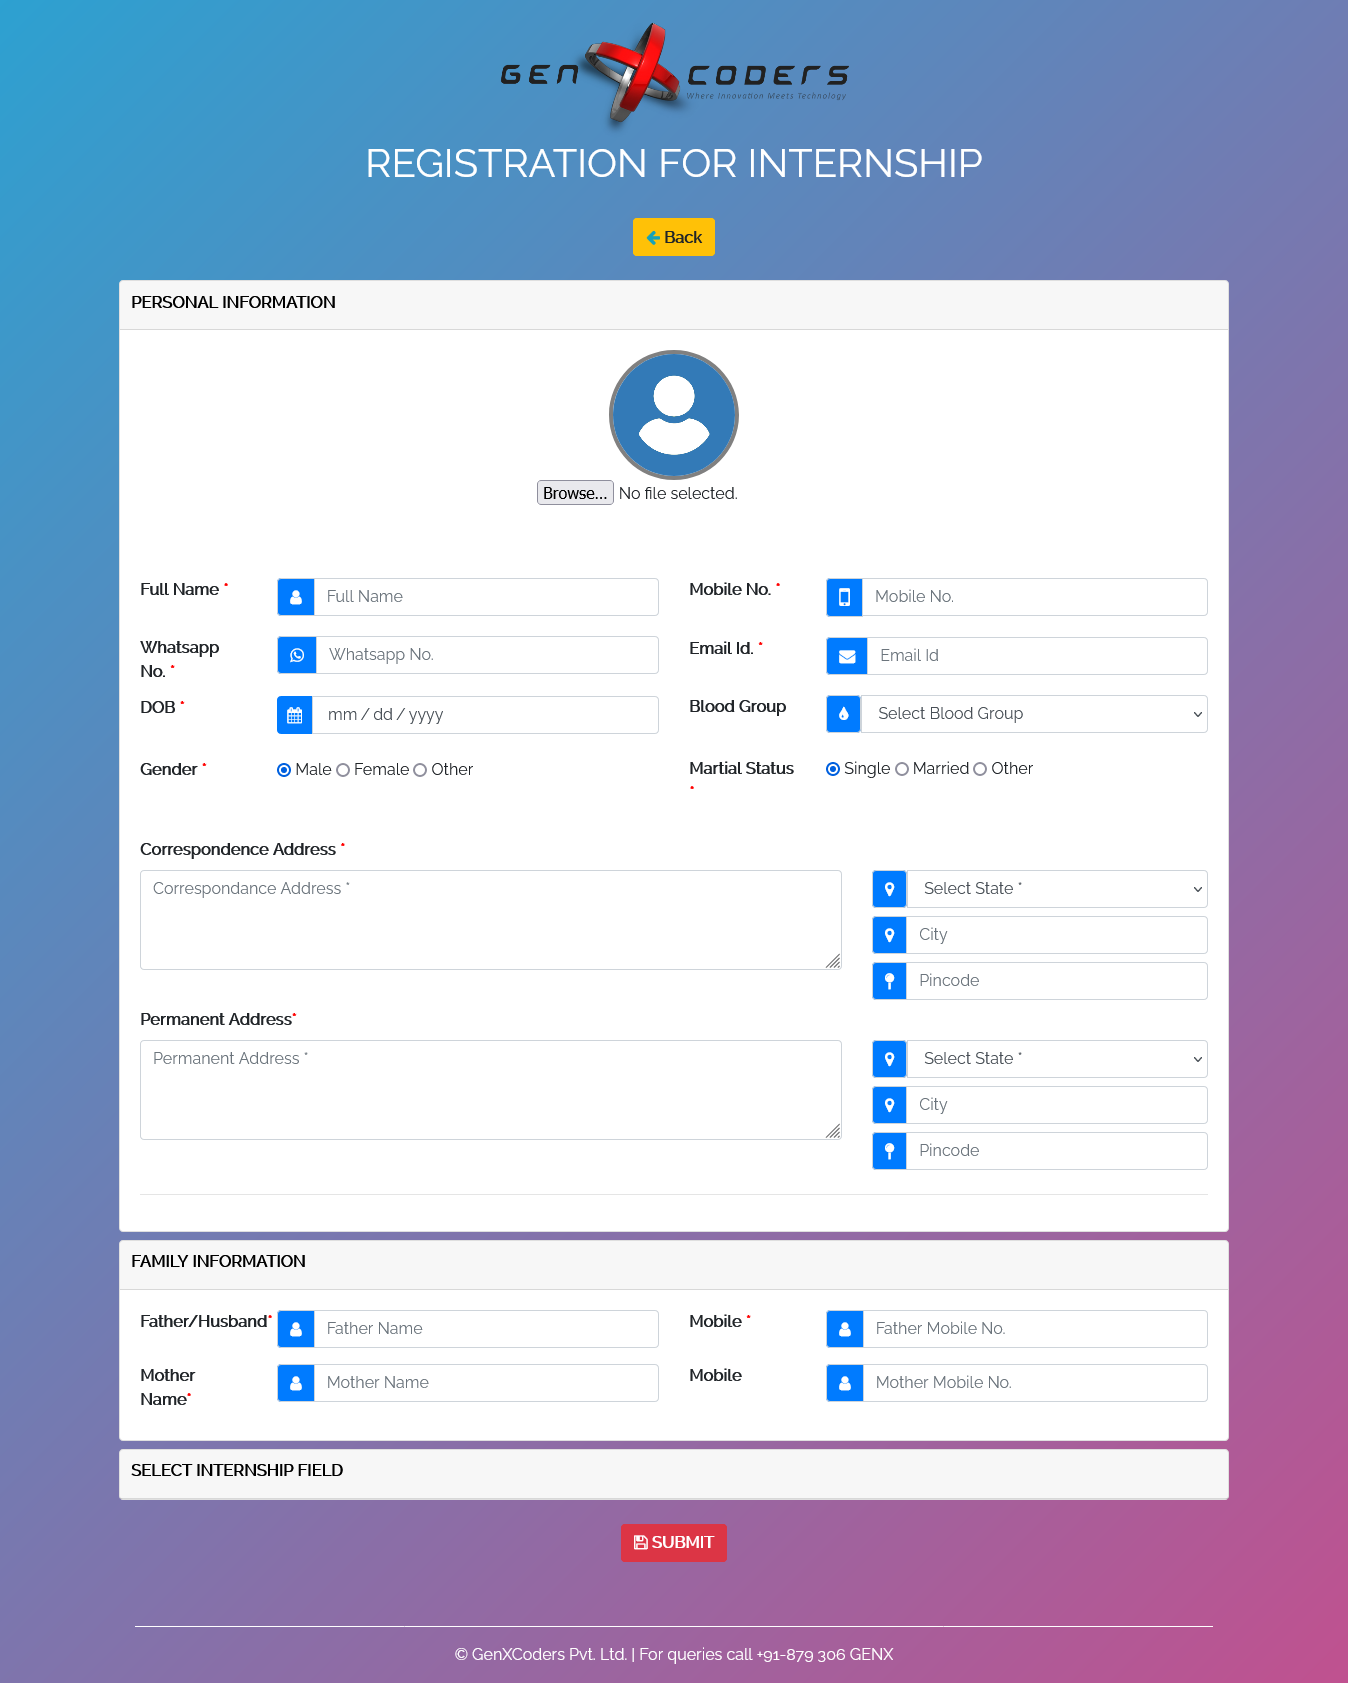 GEN CODERS
Where Innovation Meets Technology
REGISTRATION FOR INTERNSHIP
Back
PERSONAL INFORMATION
Browse... No file selected.
Full Name * Full Name Mobile No. * Mobile No.
Whatsapp No. * Whatsapp No. Email Id. * Email Id
DOB * mm / dd / yyyy Blood Group Select Blood Group
Gender * Male Female Other Martial Status * Single Married Other
Correspondence Address *
Correspondance Address * Select State *
City
Pincode
Permanent Address*
Permanent Address * Select State *
City
Pincode
FAMILY INFORMATION
Father/Husband* Father Name Mobile * Father Mobile No.
Mother Name* Mother Name Mobile Mother Mobile No.
SELECT INTERNSHIP FIELD
SUBMIT
© GenXCoders Pvt. Ltd. | For queries call +91-879 306 GENX